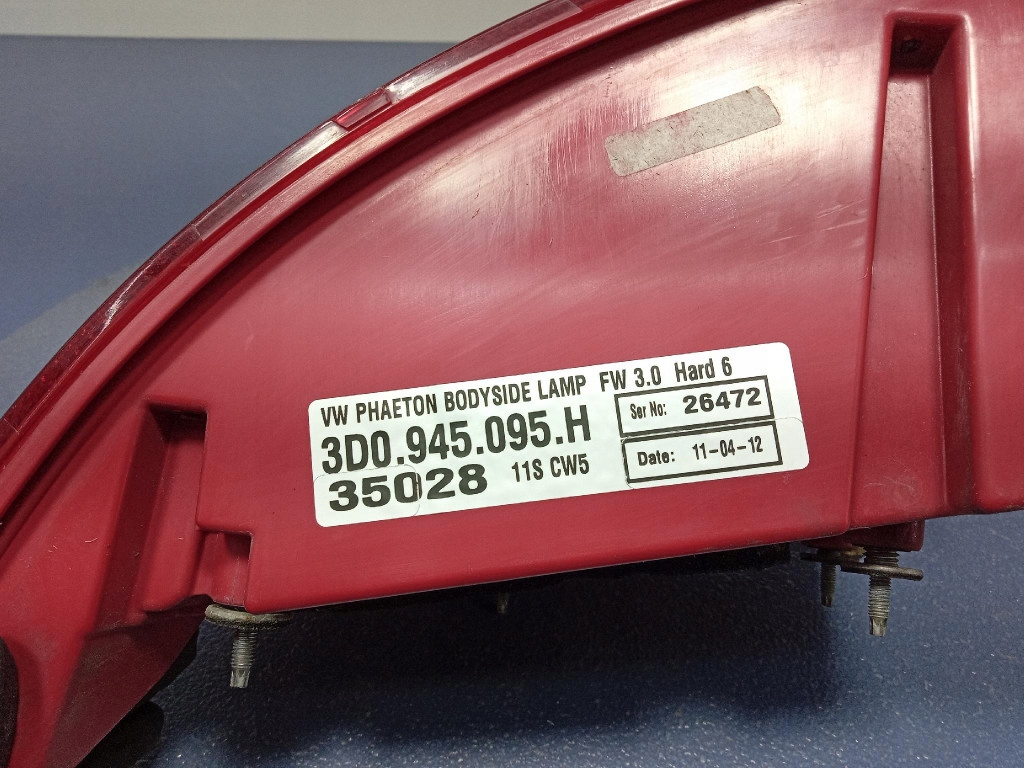 VW PHAETON BODYSIDE LAMP FW 3.0 Hard 6
3D0.945.095.H
35028 11S CW5
Ser No: 26472
Date: 11-04-12